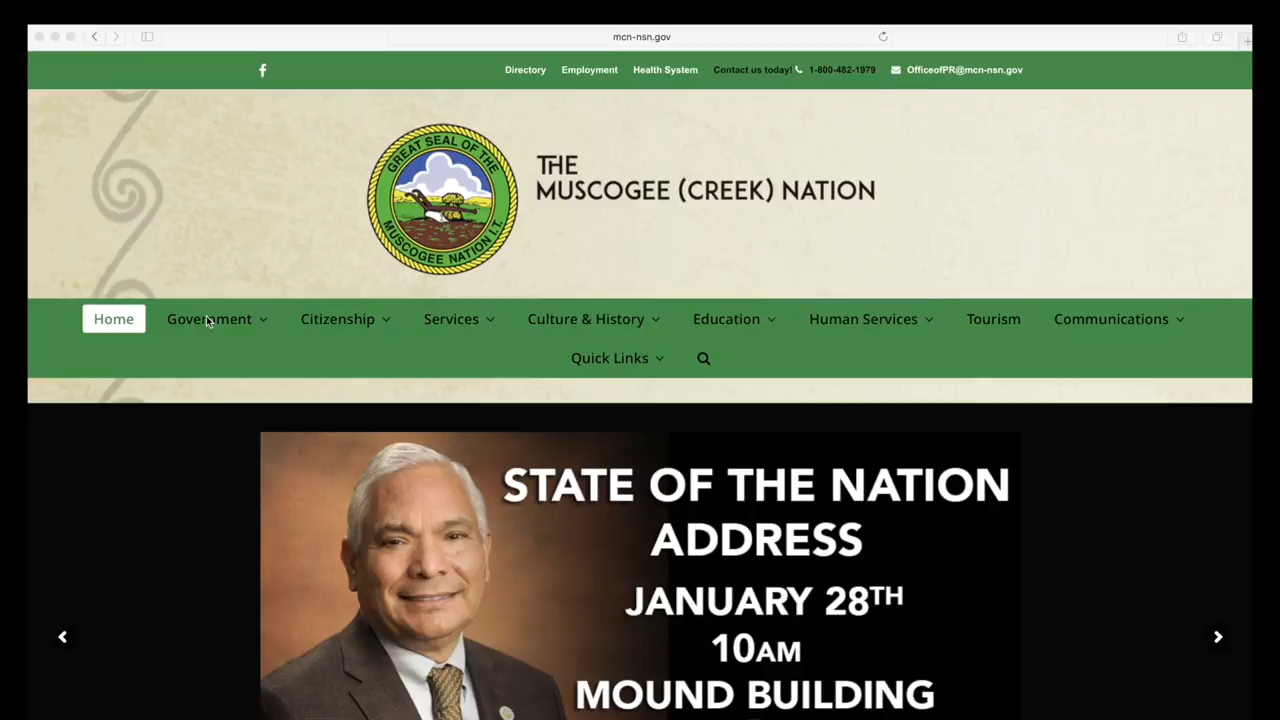 mcn-nsn.gov
Directory Employment Health System Contact us today! 1-800-482-1979 OfficeofPR@mcn-nsn.gov
GREAT SEAL OF THE
MUSCOGEE NATION I.T.
THE
MUSCOGEE (CREEK) NATION
Home Government Citizenship Services Culture & History Education Human Services Tourism Communications
Quick Links
STATE OF THE NATION
ADDRESS
JANUARY 28TH
10AM
MOUND BUILDING